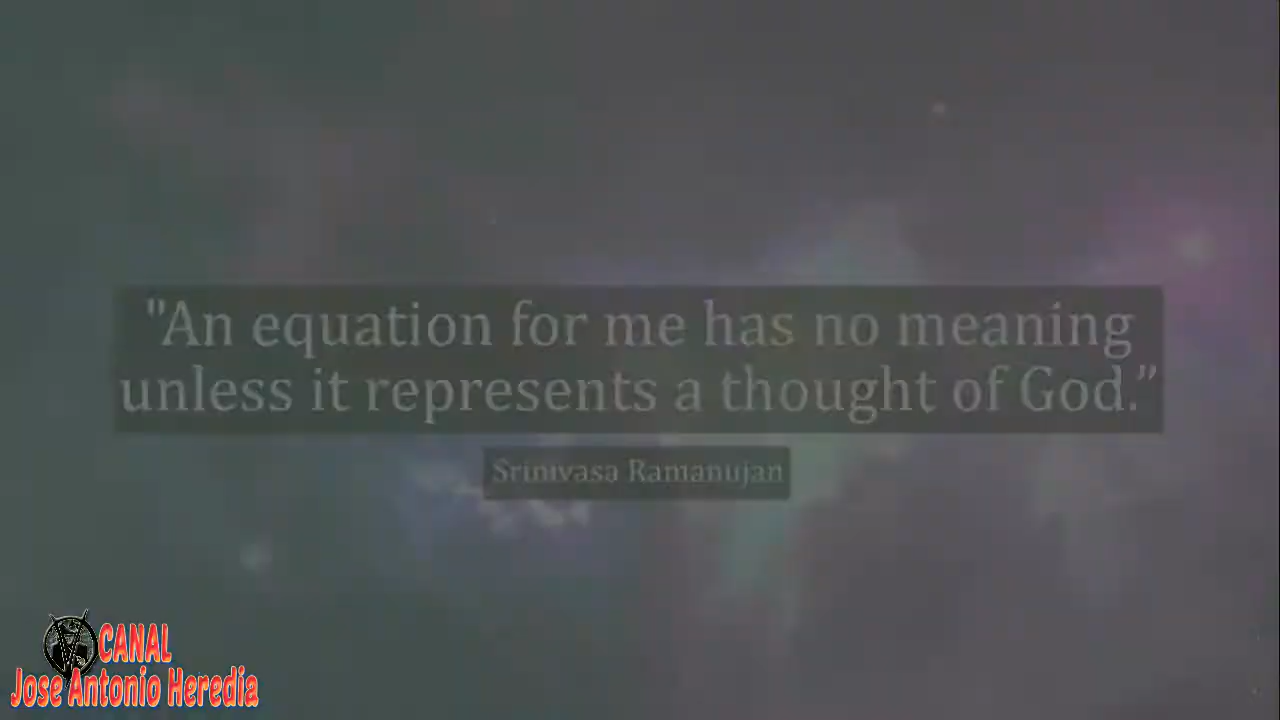 "An equation for me has no meaning
unless it represents a thought of God.”
Srinivasa Ramanujan
CANAL
Jose Antonio Heredia